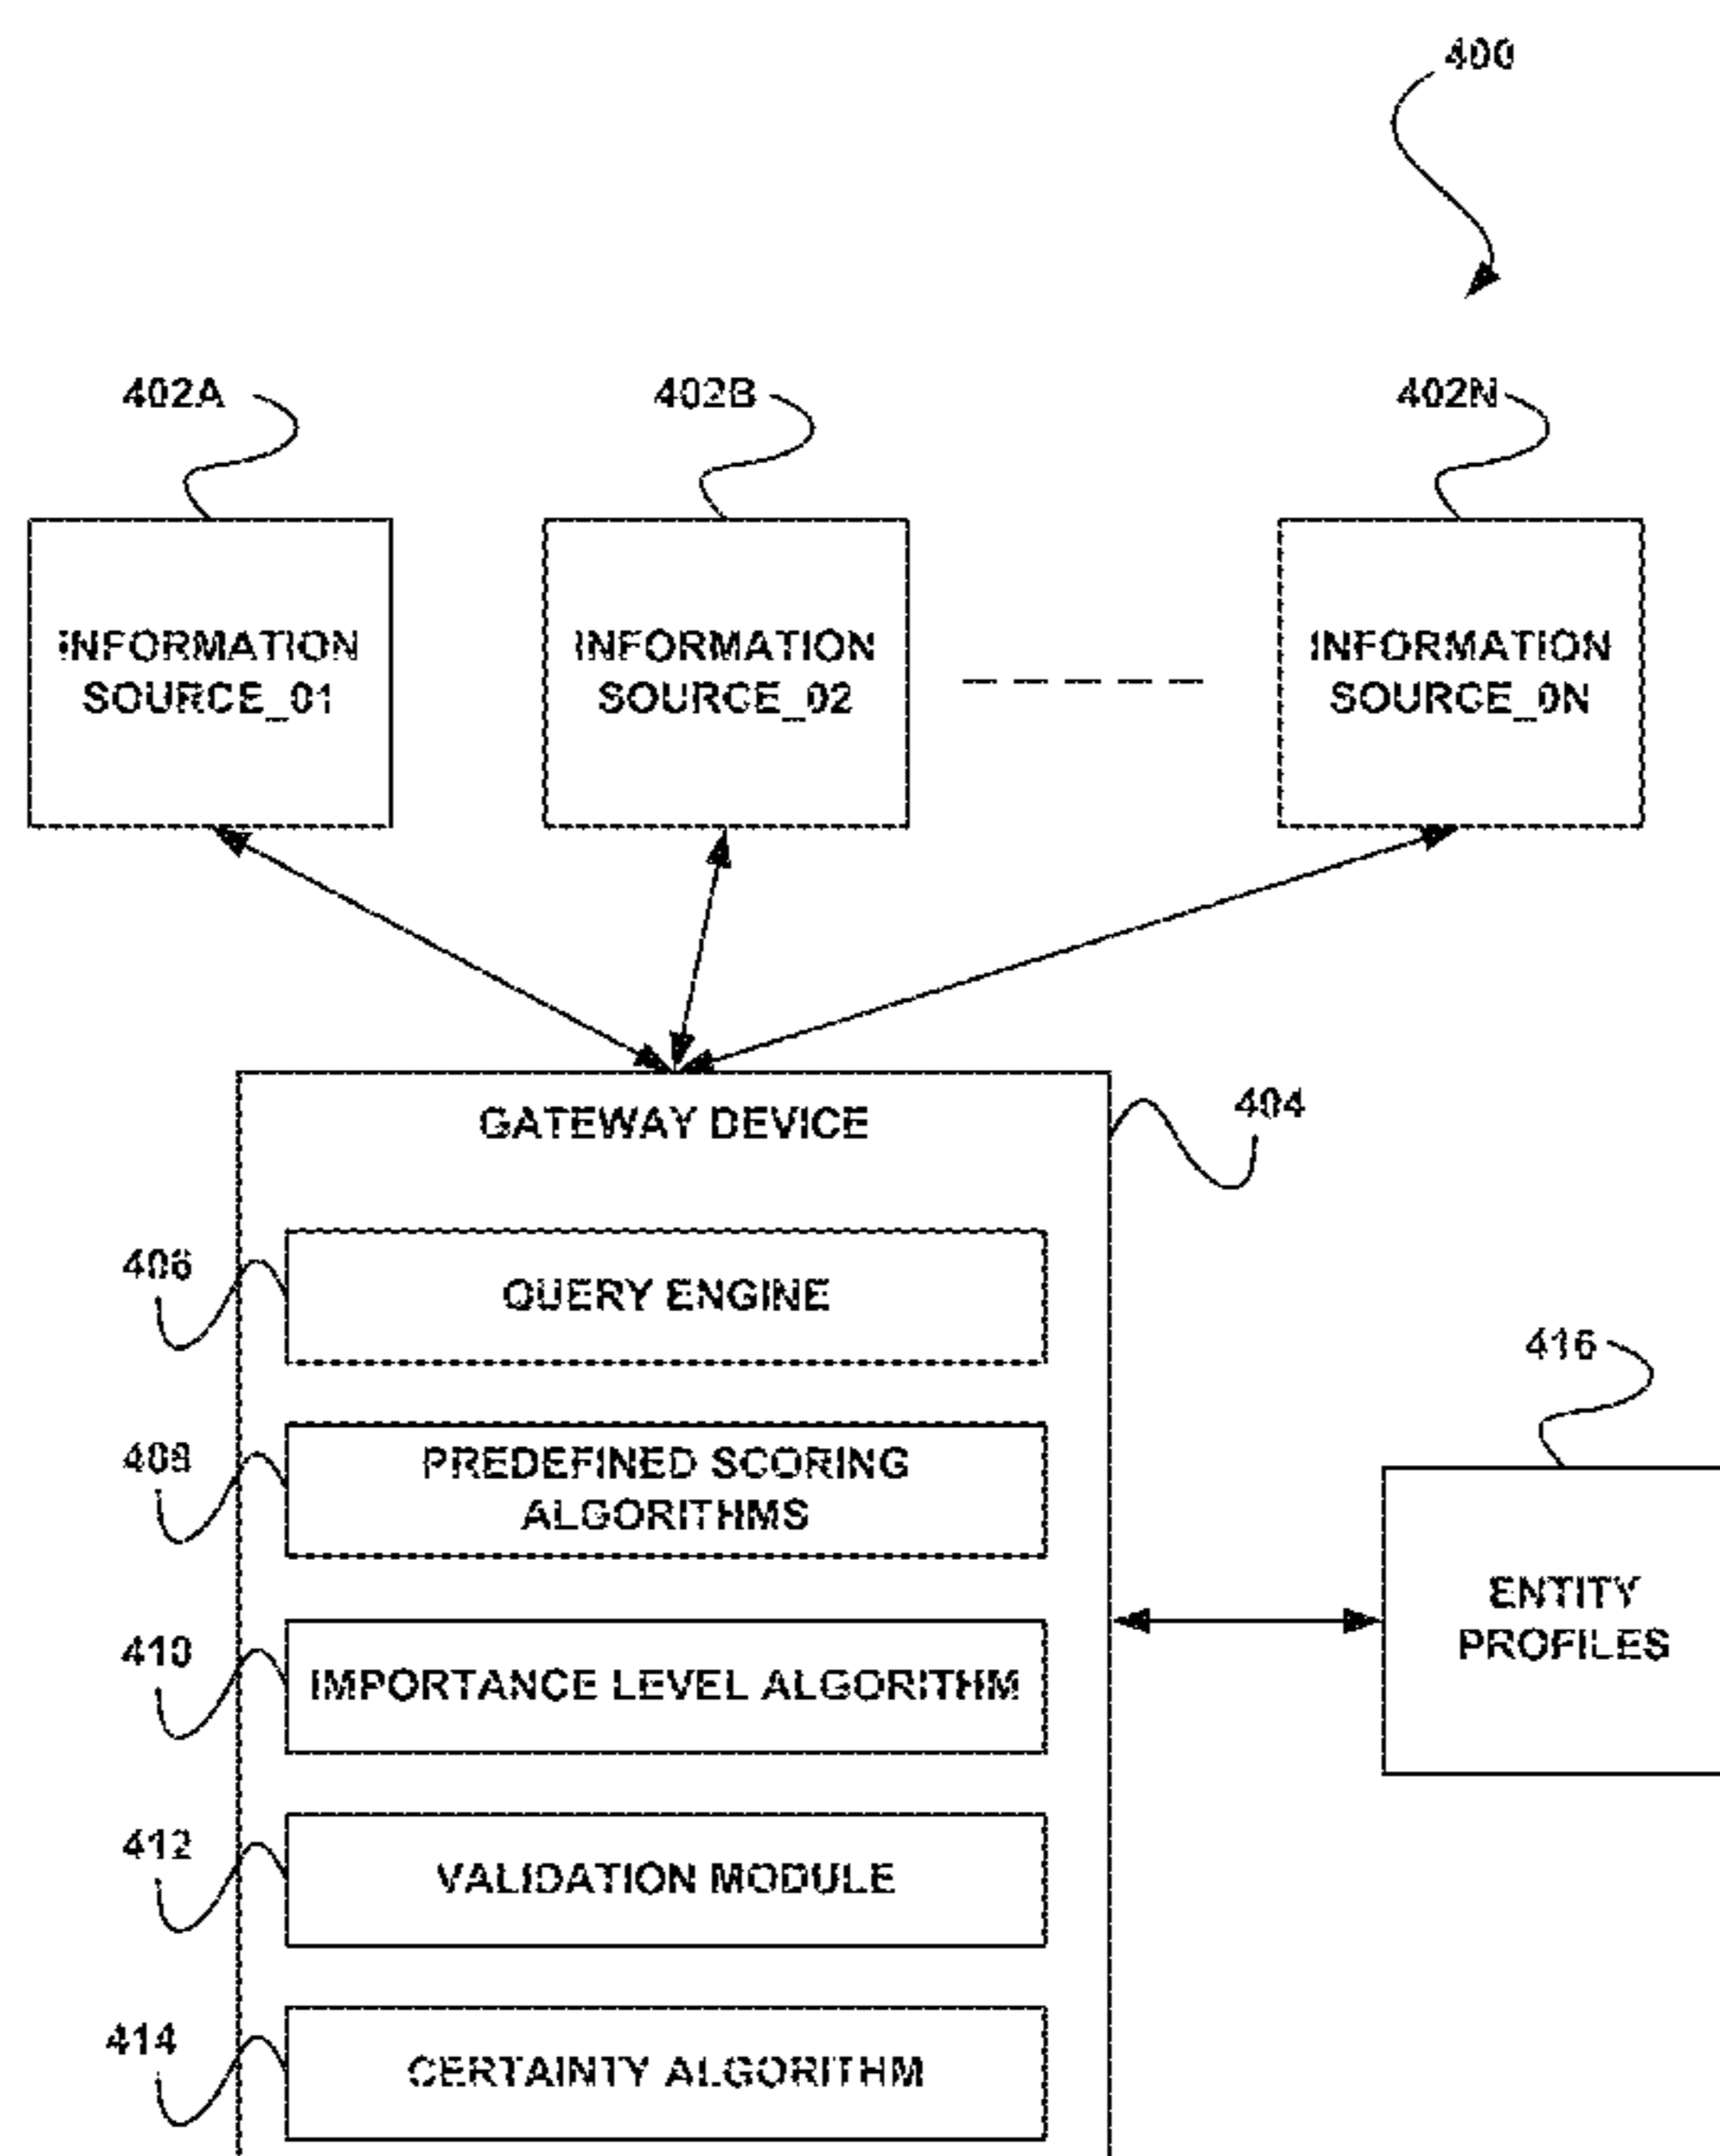 400
402A
402B
402N
INFORMATION
SOURCE_01
INFORMATION
SOURCE_02
INFORMATION
SOURCE_0N
GATEWAY DEVICE
404
406
QUERY ENGINE
416
408
PREDEFINED SCORING
ALGORITHMS
ENTITY
PROFILES
410
IMPORTANCE LEVEL ALGORITHM
412
VALIDATION MODULE
414
CERTAINTY ALGORITHM